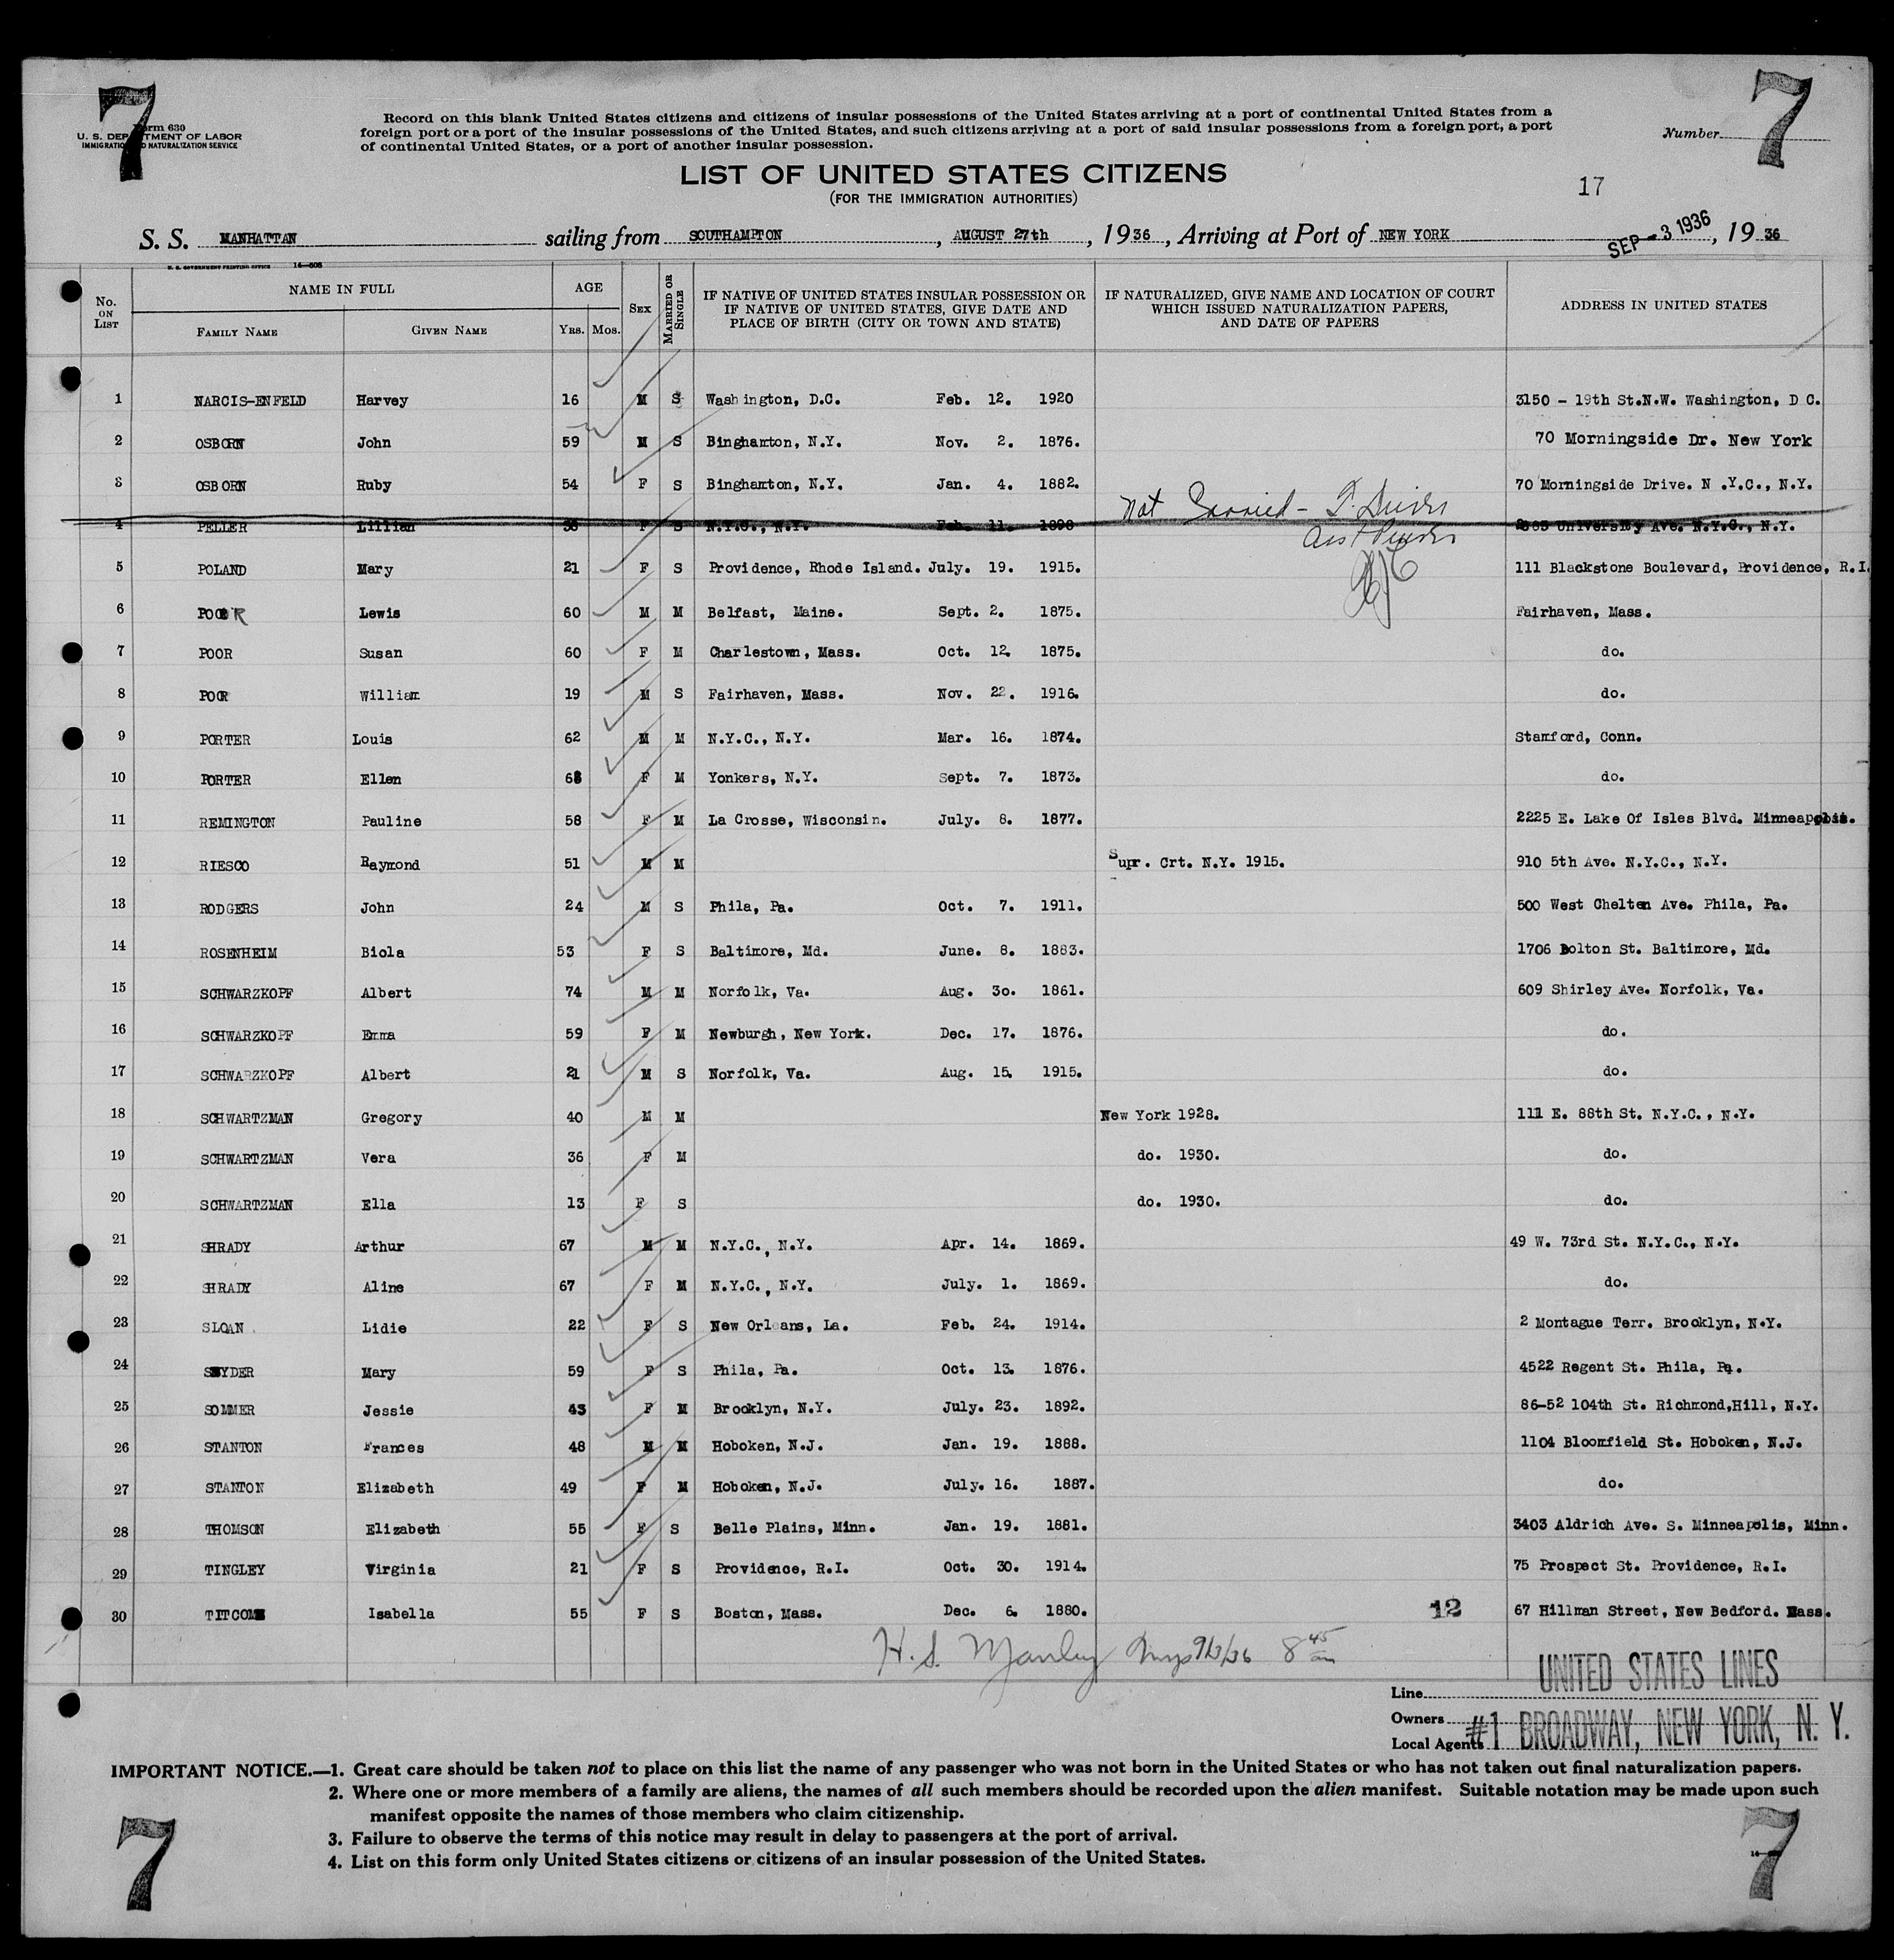 7 7
Form 630
U. S. DEPARTMENT OF LABOR
IMMIGRATION AND NATURALIZATION SERVICE
Record on this blank United States citizens and citizens of insular possessions of the United States arriving at a port of continental United States from a
foreign port or a port of the insular possessions of the United States, and such citizens arriving at a port of said insular possessions from a foreign port, a port
of continental United States, or a port of another insular possession.
Number
LIST OF UNITED STATES CITIZENS
(FOR THE IMMIGRATION AUTHORITIES)
17
S. S. MANHATTAN sailing from SOUTHAMPTON, AUGUST 27th, 1936, Arriving at Port of NEW YORK SEP - 3 1936, 1936
U. S. GOVERNMENT PRINTING OFFICE
No. ON LIST NAME IN FULL AGE SEX MARRIED OR SINGLE IF NATIVE OF UNITED STATES INSULAR POSSESSION OR IF NATIVE OF UNITED STATES, GIVE DATE AND PLACE OF BIRTH (CITY OR TOWN AND STATE) IF NATURALIZED, GIVE NAME AND LOCATION OF COURT WHICH ISSUED NATURALIZATION PAPERS, AND DATE OF PAPERS ADDRESS IN UNITED STATES
FAMILY NAME GIVEN NAME YRS. MOS.
1 NARCIS-ENFELD Harvey 16 M S Washington, D.C. Feb. 12. 1920 3150 - 19th St.N.W. Washington, D C.
2 OSBORN John 59 M S Binghamton, N.Y. Nov. 2. 1876. 70 Morningside Dr. New York
3 OSBORN Ruby 54 F S Binghamton, N.Y. Jan. 4. 1882. 70 Morningside Drive. N .Y.C., N.Y.
not
4 PELLER Lillian 38 F S N.Y.C., N.Y. Feb. 11. 1898 University Ave. N.Y.C., N.Y.
5 POLAND Mary 21 F S Providence, Rhode Island. July. 19. 1915. 111 Blackstone Boulevard, Providence, R.I.
6 POOR Lewis 60 M M Belfast, Maine. Sept. 2. 1875. Fairhaven, Mass.
7 POOR Susan 60 F M Charlestown, Mass. Oct. 12. 1875. do.
8 POOR William 19 M S Fairhaven, Mass. Nov. 22. 1916. do.
9 PORTER Louis 62 M M N.Y.C., N.Y. Mar. 16. 1874. Stamford, Conn.
10 PORTER Ellen F M Yonkers, N.Y. Sept. 7. 1873. do.
11 REMINGTON Pauline 58 F M La Crosse, Wisconsin. July. 8. 1877. 2225 E. Lake Of Isles Blvd. Minneapolis.
12 RIESCO Raymond 51 M M Supr. Crt. N.Y. 1915. 910 5th Ave. N.Y.C., N.Y.
13 RODGERS John 24 M S Phila, Pa. Oct. 7. 1911. 500 West Chelten Ave. Phila, Pa.
14 ROSENHEIM Biola 53 F S Baltimore, Md. June. 8. 1883. 1706 Bolton St. Baltimore, Md.
15 SCHWARZKOPF Albert 74 M M Norfolk, Va. Aug. 30. 1861. 609 Shirley Ave. Norfolk, Va.
16 SCHWARZKOPF Emma 59 F M Newburgh, New York. Dec. 17. 1876. do.
17 SCHWARZKOPF Albert 21 M S Norfolk, Va. Aug. 15. 1915. do.
18 SCHWARTZMAN Gregory 40 M M New York 1928. 111 E. 88th St. N.Y.C., N.Y.
19 SCHWARTZMAN Vera 36 F M do. 1930. do.
20 SCHWARTZMAN Ella 13 F S do. 1930. do.
21 SHRADY Arthur 67 M M N.Y.C., N.Y. Apr. 14. 1869. 49 W. 73rd St. N.Y.C., N.Y.
22 SHRADY Aline 67 F M N.Y.C., N.Y. July. 1. 1869. do.
23 SLOAN Lidie 22 F S New Orleans, La. Feb. 24. 1914. 2 Montague Terr. Brooklyn, N.Y.
24 SNYDER Mary 59 F S Phila, Pa. Oct. 13. 1876. 4522 Regent St. Phila, Pa.
25 SOMMER Jessie 43 F M Brooklyn, N.Y. July. 23. 1892. 86-52 104th St. Richmond,Hill, N.Y.
26 STANTON Frances 48 M M Hoboken, N.J. Jan. 19. 1888. 1104 Bloomfield St. Hoboken, N.J.
27 STANTON Elizabeth 49 F M Hoboken, N.J. July. 16. 1887. do.
28 THOMSON Elizabeth 55 F S Belle Plains, Minn. Jan. 19. 1881. 3403 Aldrich Ave. S. Minneapolis, Minn.
29 TINGLEY Virginia 21 F S Providence, R.I. Oct. 30. 1914. 75 Prospect St. Providence, R.I.
30 TITCOMB Isabella 55 F S Boston, Mass. Dec. 6. 1880. 12 67 Hillman Street, New Bedford. Mass.
H. S. Manley 9/3/36 8 45 am
Line UNITED STATES LINES
Owners
Local Agents #1 BROADWAY, NEW YORK, N. Y.
IMPORTANT NOTICE.—1. Great care should be taken not to place on this list the name of any passenger who was not born in the United States or who has not taken out final naturalization papers.
2. Where one or more members of a family are aliens, the names of all such members should be recorded upon the alien manifest. Suitable notation may be made upon such
manifest opposite the names of those members who claim citizenship.
3. Failure to observe the terms of this notice may result in delay to passengers at the port of arrival.
4. List on this form only United States citizens or citizens of an insular possession of the United States.
7 7